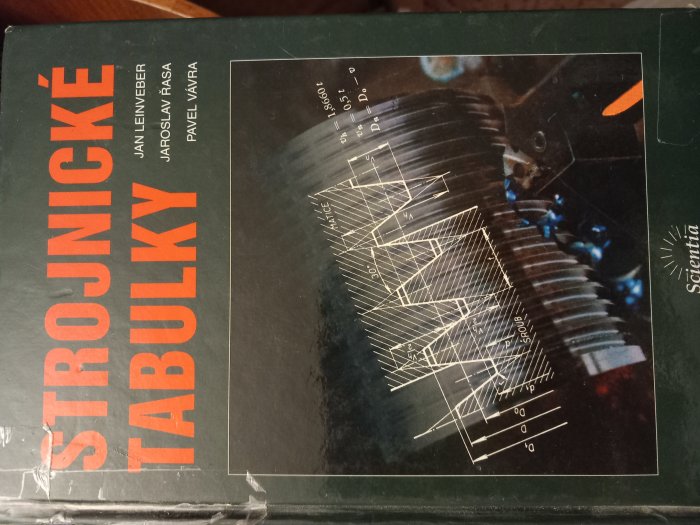 STROJNICKÉ
TABULKY
JAN LEINVEBER
JAROSLAV ŘASA
PAVEL VÁVRA
MATICE
ŠROUB
Scientia